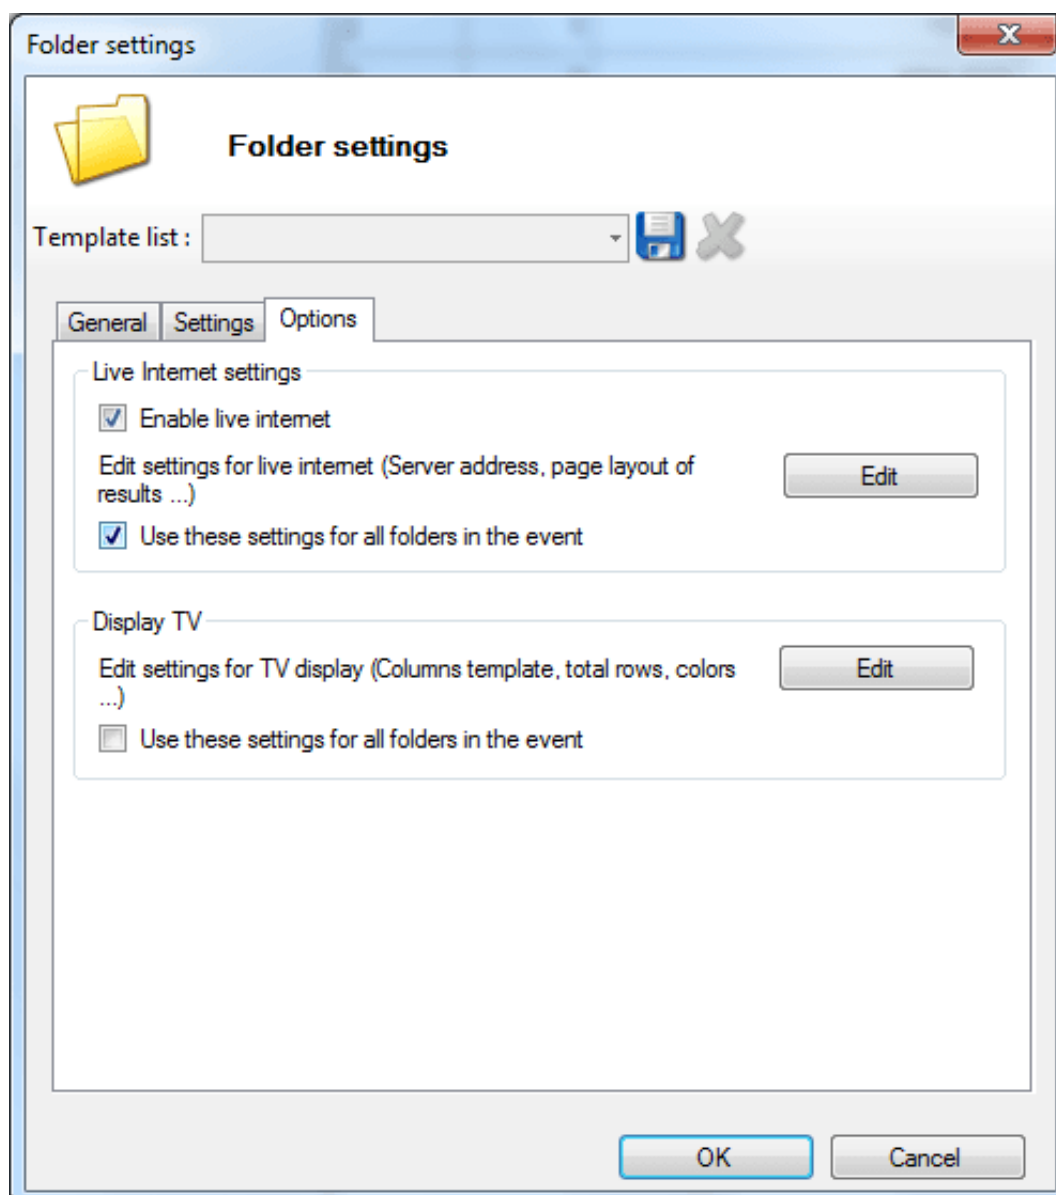 Folder settings
Folder settings
Template list :
General Settings Options
Live Internet settings
Enable live internet
Edit settings for live internet (Server address, page layout of
results ...)
Edit
Use these settings for all folders in the event
Display TV
Edit settings for TV display (Columns template, total rows, colors
...)
Edit
Use these settings for all folders in the event
OK Cancel